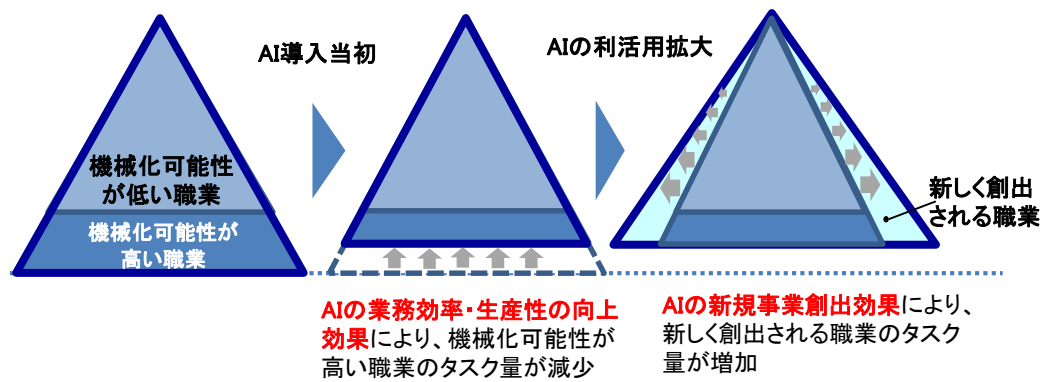 AI導入当初
AIの利活用拡大
機械化可能性
が低い職業
機械化可能性が
高い職業
新しく創出
される職業
AIの業務効率・生産性の向上
効果により、機械化可能性が
高い職業のタスク量が減少
AIの新規事業創出効果により、
新しく創出される職業のタスク
量が増加